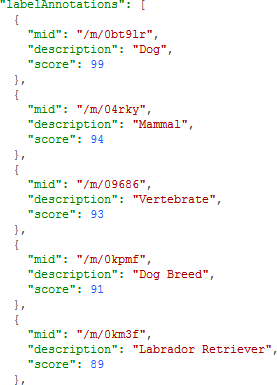 "labelAnnotations": [
{
"mid": "/m/0bt9lr",
"description": "Dog",
"score": 99
},
{
"mid": "/m/04rky",
"description": "Mammal",
"score": 94
},
{
"mid": "/m/09686",
"description": "Vertebrate",
"score": 93
},
{
"mid": "/m/0kpmf",
"description": "Dog Breed",
"score": 91
},
{
"mid": "/m/0km3f",
"description": "Labrador Retriever",
"score": 89
},